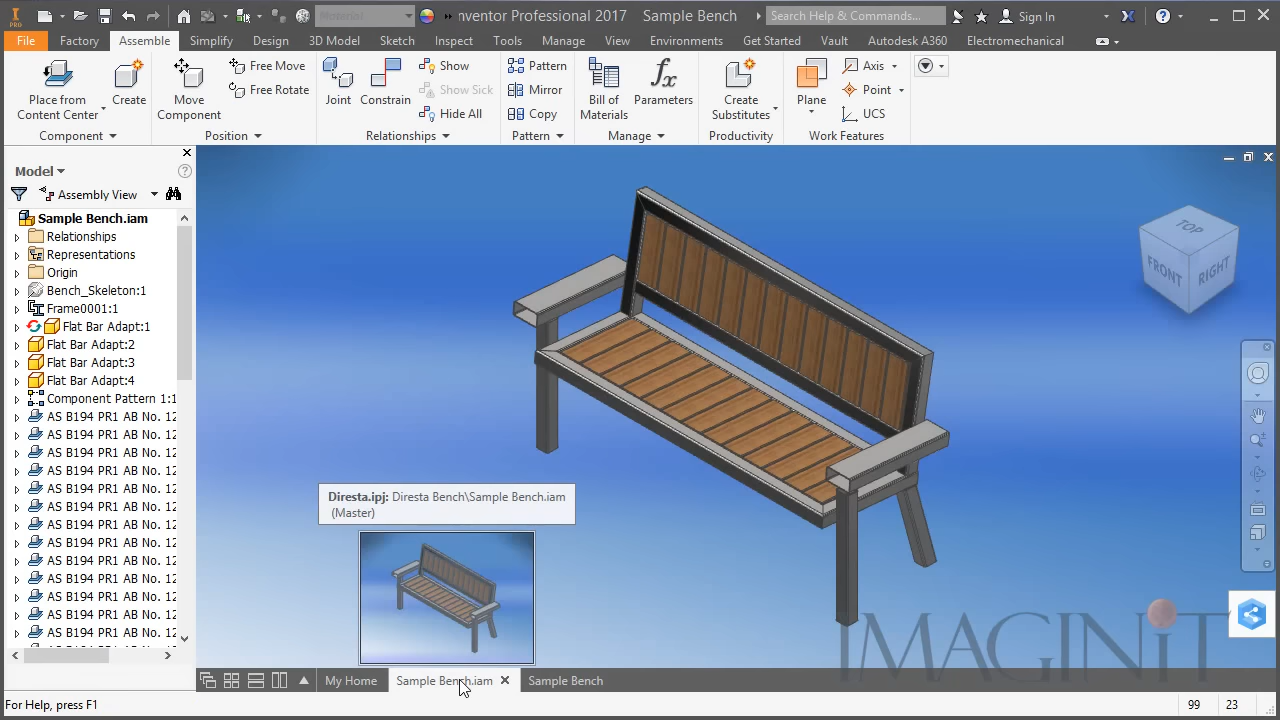 PRO
Material
nventor Professional 2017 Sample Bench
Search Help & Commands...
Sign In
File Factory Assemble Simplify Design 3D Model Sketch Inspect Tools Manage View Environments Get Started Vault Autodesk A360 Electromechanical
Place from
Content Center
Create
Component
Move
Component
Free Move
Free Rotate
Position
Joint
Constrain
Show
Show Sick
Hide All
Relationships
Pattern
Mirror
Copy
Pattern
Bill of
Materials
fx
Parameters
Manage
Create
Substitutes
Productivity
Plane
Axis
Point
UCS
Work Features
Model
Assembly View
Sample Bench.iam
Relationships
Representations
Origin
Bench_Skeleton:1
Frame0001:1
Flat Bar Adapt:1
Flat Bar Adapt:2
Flat Bar Adapt:3
Flat Bar Adapt:4
Component Pattern 1:1
AS B194 PR1 AB No. 12
AS B194 PR1 AB No. 12
AS B194 PR1 AB No. 12
AS B194 PR1 AB No. 12
AS B194 PR1 AB No. 12
AS B194 PR1 AB No. 12
AS B194 PR1 AB No. 12
AS B194 PR1 AB No. 12
AS B194 PR1 AB No. 12
AS B194 PR1 AB No. 12
AS B194 PR1 AB No. 12
AS B194 PR1 AB No. 12
AS B194 PR1 AB No. 12
TOP
FRONT
RIGHT
Diresta.ipj: Diresta Bench\Sample Bench.iam
(Master)
IMAGINiT
My Home Sample Bench.iam Sample Bench
For Help, press F1
99 23